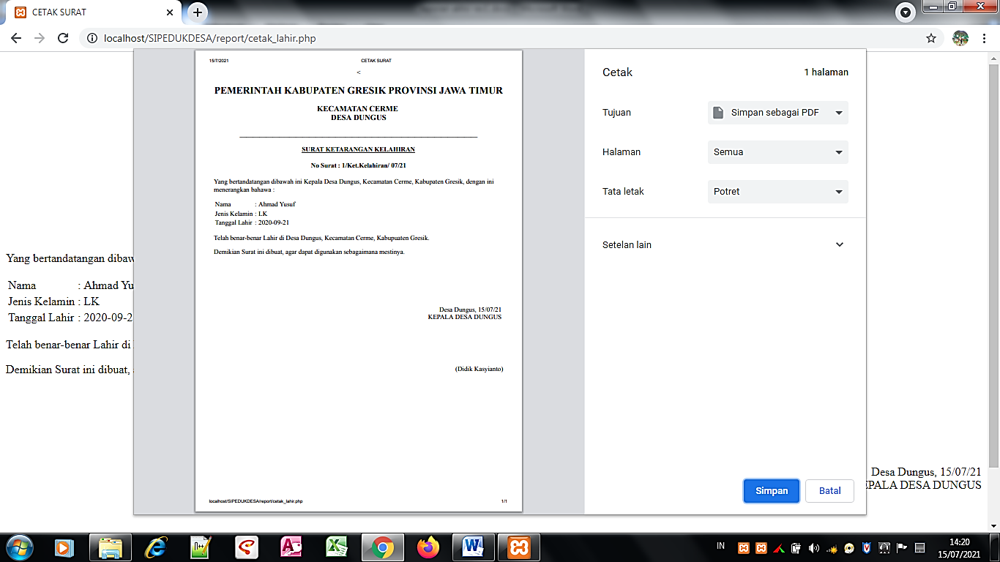 CETAK SURAT
localhost/SIPEDUKDESA/report/cetak_lahir.php
Yang bertandatangan dibaw
Nama : Ahmad Yu
Jenis Kelamin : LK
Tanggal Lahir : 2020-09-2
Telah benar-benar Lahir di
Demikian Surat ini dibuat,
15/7/2021 CETAK SURAT
<
PEMERINTAH KABUPATEN GRESIK PROVINSI JAWA TIMUR
KECAMATAN CERME
DESA DUNGUS
SURAT KETARANGAN KELAHIRAN
No Surat : 1/Ket.Kelahiran/ 07/21
Yang bertandatangan dibawah ini Kepala Desa Dungus, Kecamatan Cerme, Kabupaten Gresik, dengan ini
menerangkan bahawa :
Nama : Ahmad Yusuf
Jenis Kelamin : LK
Tanggal Lahir : 2020-09-21
Telah benar-benar Lahir di Desa Dungus, Kecamatan Cerme, Kabupuaten Gresik.
Demikian Surat ini dibuat, agar dapat digunakan sebagaimana mestinya.
Desa Dungus, 15/07/21
KEPALA DESA DUNGUS
(Didik Kasyianto)
localhost/SIPEDUKDESA/report/cetak_lahir.php 1/1
Cetak 1 halaman
Tujuan Simpan sebagai PDF
Halaman Semua
Tata letak Potret
Setelan lain
Simpan Batal
Desa Dungus, 15/07/21
EPALA DESA DUNGUS
IN
14:20
15/07/2021